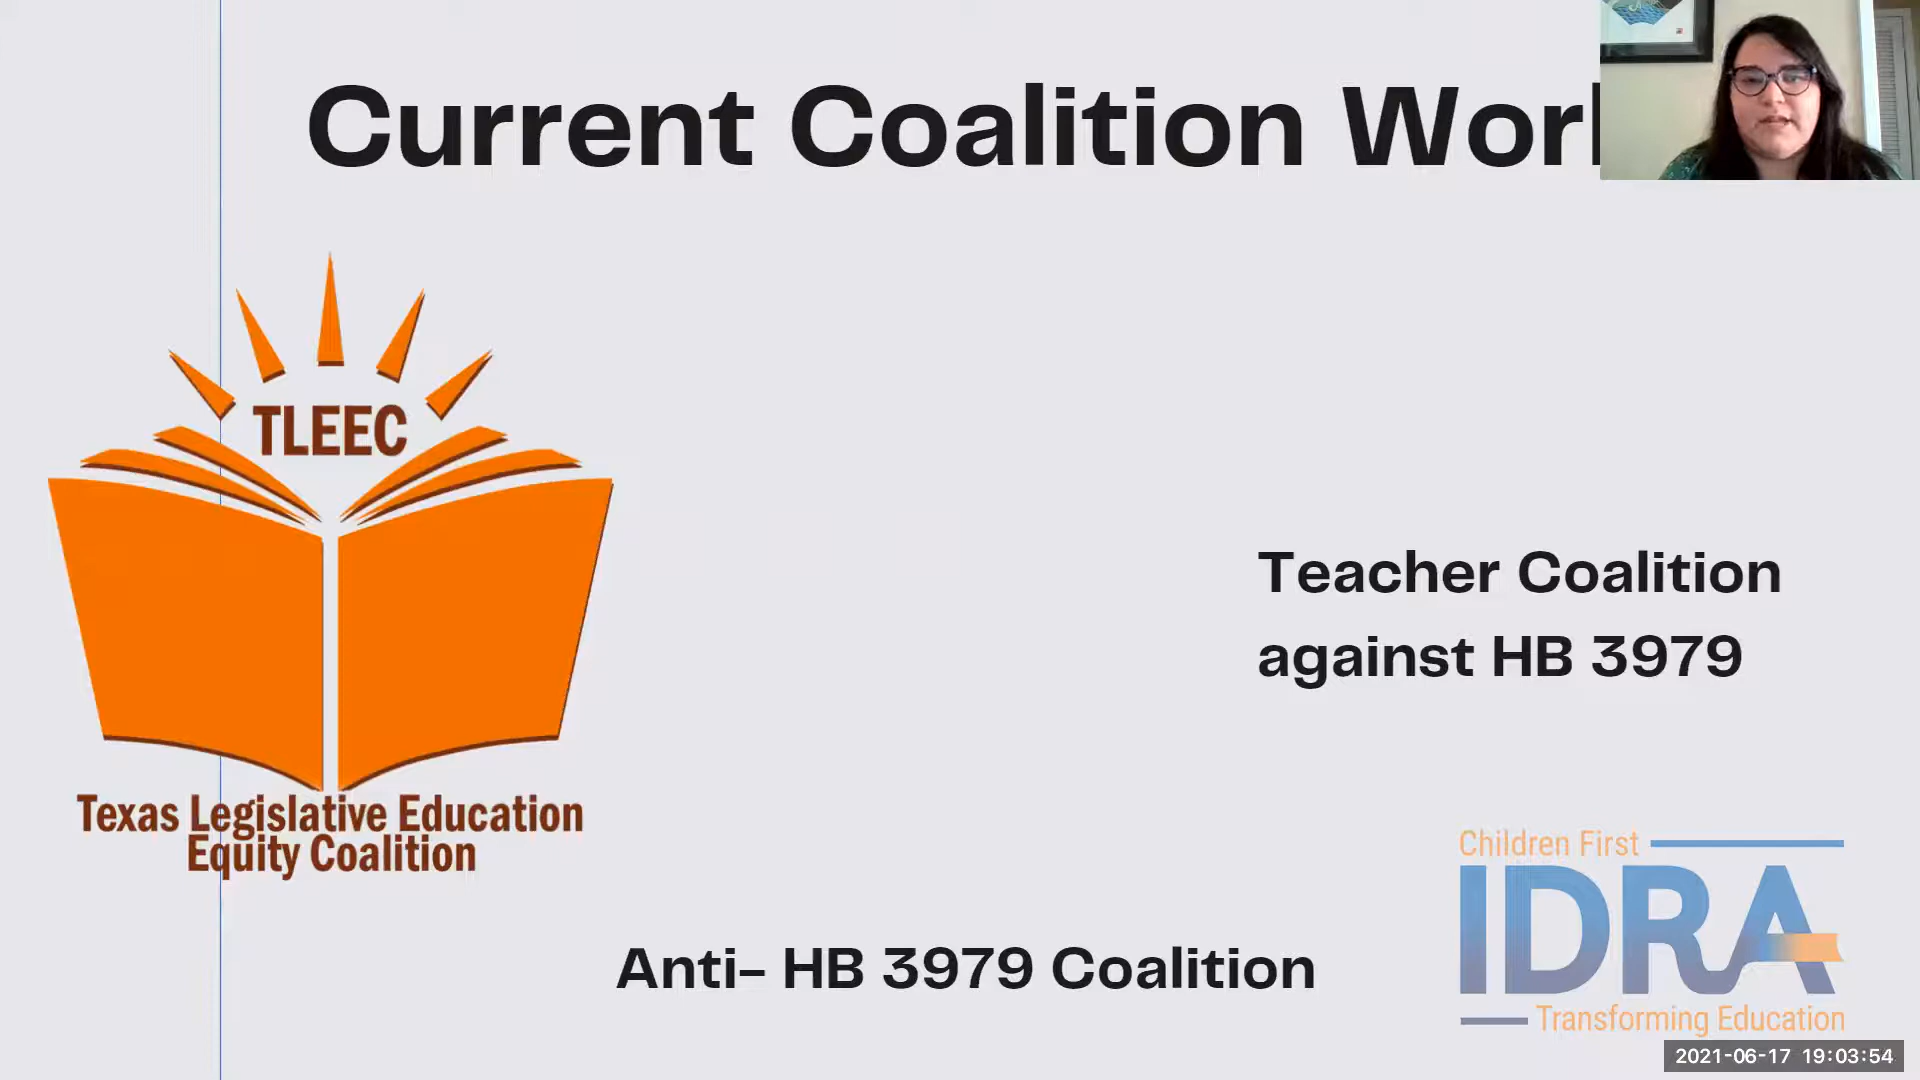 Current Coalition Wor
TLEEC
Texas Legislative Education
Equity Coalition
Teacher Coalition
against HB 3979
Anti- HB 3979 Coalition
Children First
IDRA
Transforming Education
2021-06-17 19:03:54